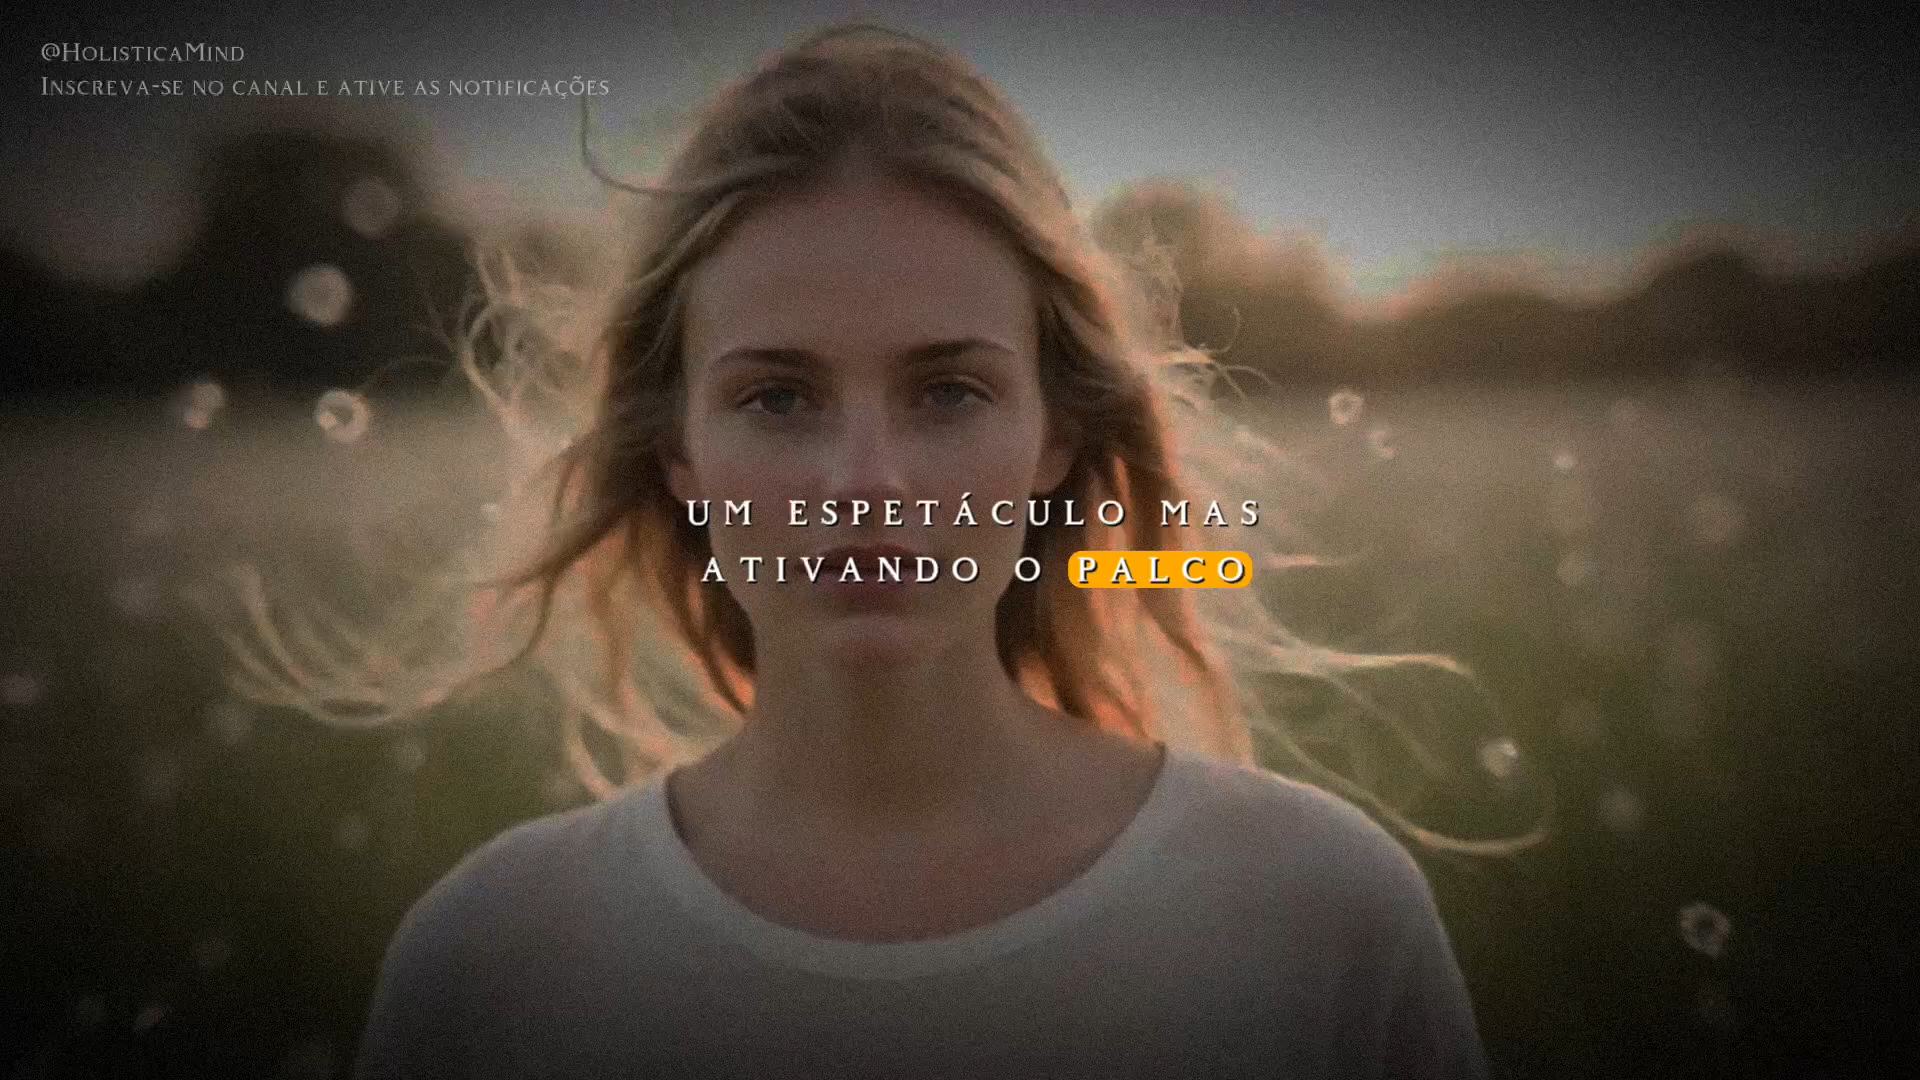 @HolisticaMind
Inscreva-se no canal e ative as notificações
UM ESPETÁCULO MAS
ATIVANDO O PALCO